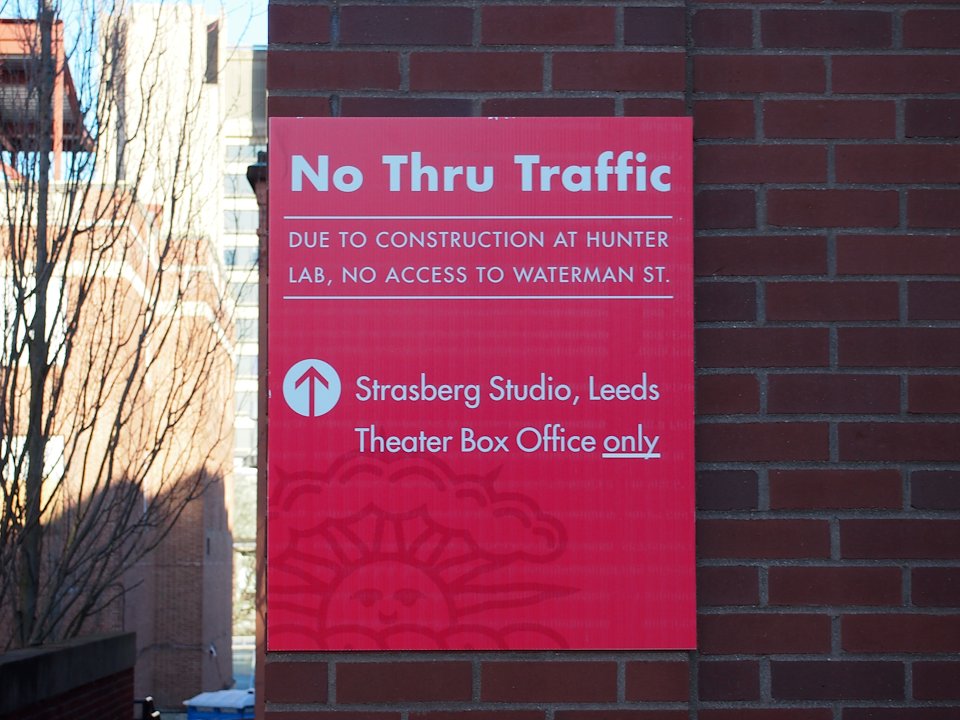 No Thru Traffic
DUE TO CONSTRUCTION AT HUNTER
LAB, NO ACCESS TO WATERMAN ST.
Strasberg Studio, Leeds
Theater Box Office only